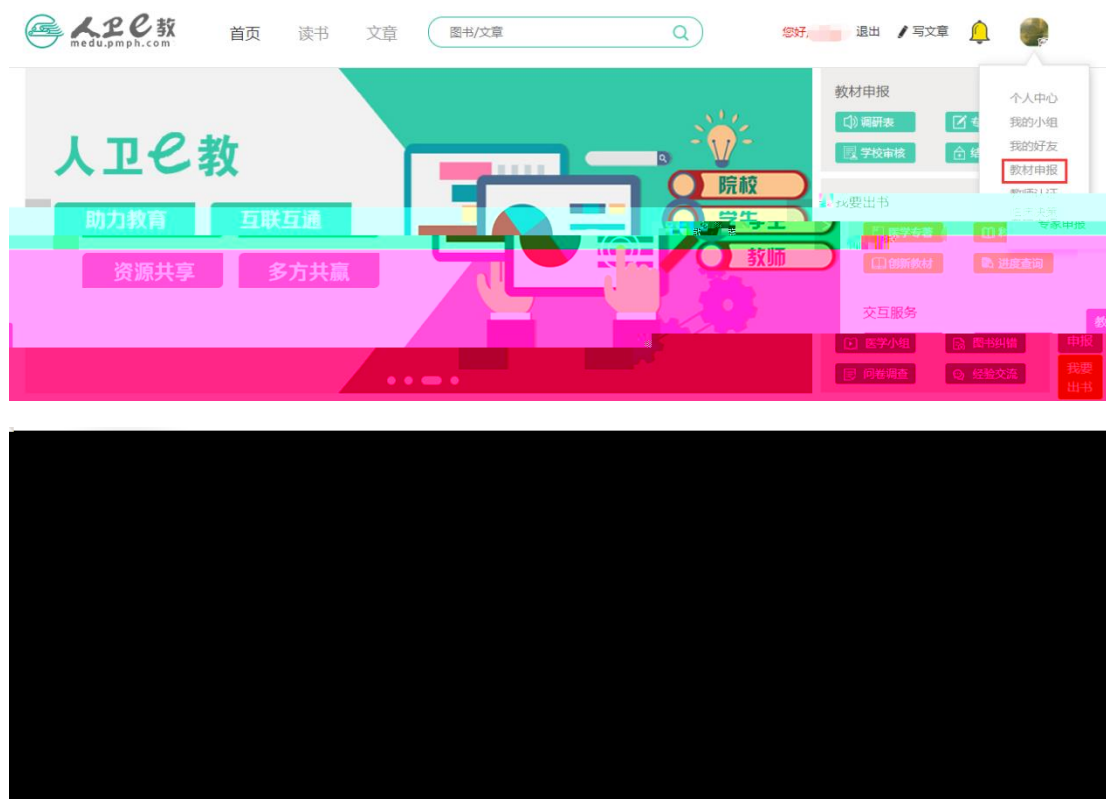 人卫e教
medu.pmph.com
首页 读书 文章 图书/文章 您好, 退出 写文章
个人中心
我的小组
我的好友
教材申报
教师认证
人卫e教
助力教育 互联互通
资源共享 多方共赢
院校
学生
教师
教材申报
调研表
学校审核
我要出书
医学专著
专家申报
创新教材 进度查询
交互服务
医学小组 图书纠错
问卷调查 经验交流
申报
我要
出书